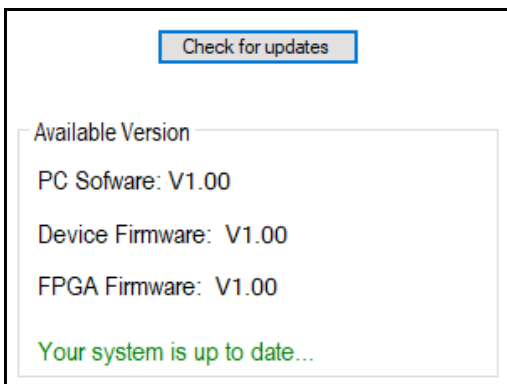 Check for updates
Available Version
PC Sofware: V1.00
Device Firmware: V1.00
FPGA Firmware: V1.00
Your system is up to date...